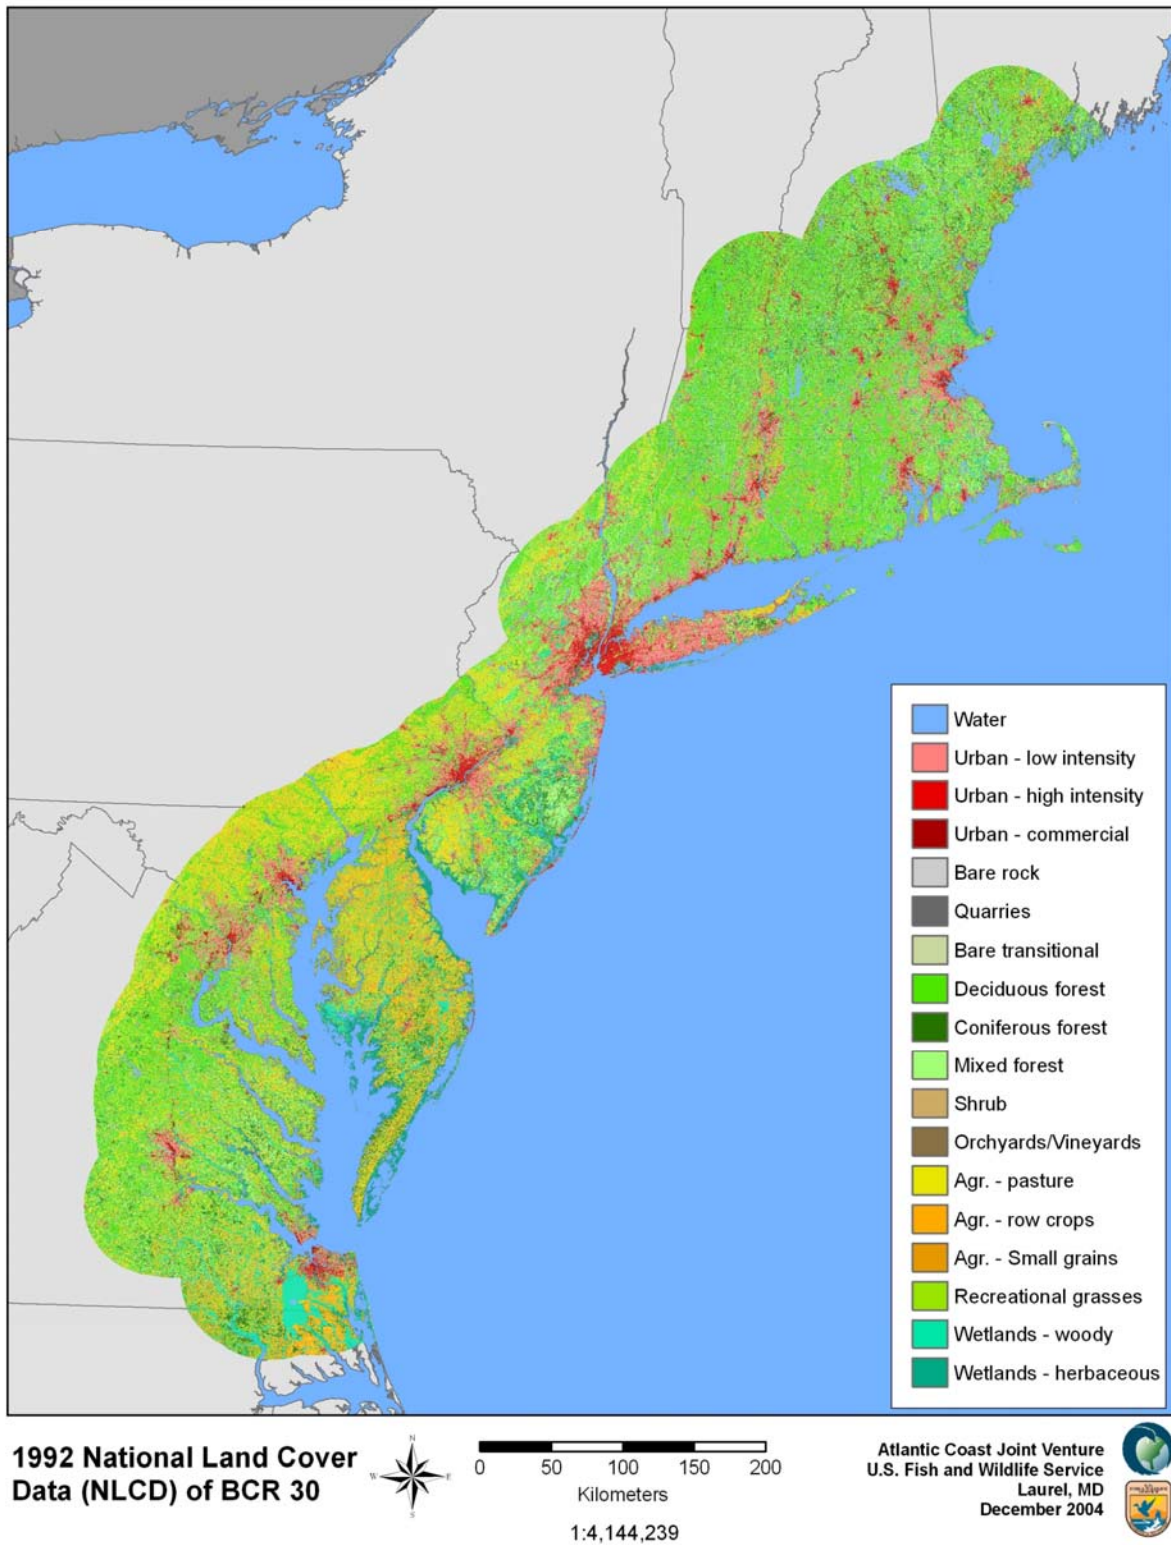 Water
Urban - low intensity
Urban - high intensity
Urban - commercial
Bare rock
Quarries
Bare transitional
Deciduous forest
Coniferous forest
Mixed forest
Shrub
Orchyards/Vineyards
Agr. - pasture
Agr. - row crops
Agr. - Small grains
Recreational grasses
Wetlands - woody
Wetlands - herbaceous
1992 National Land Cover
Data (NLCD) of BCR 30
N
W
E
S
0 50 100 150 200
Kilometers
1:4,144,239
Atlantic Coast Joint Venture
U.S. Fish and Wildlife Service
Laurel, MD
December 2004